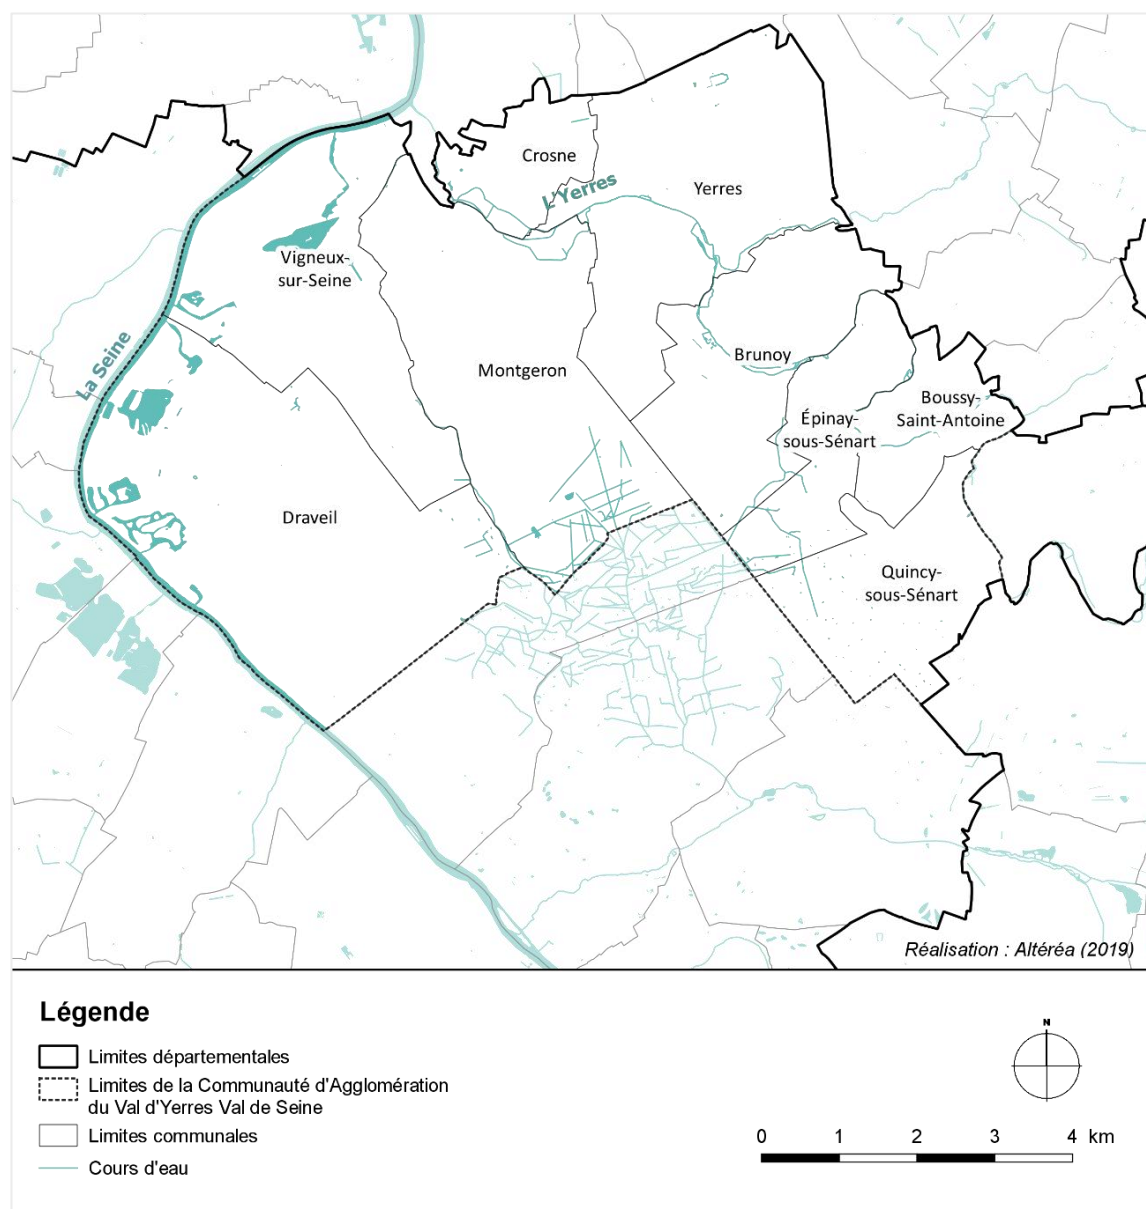 Crosne
L'Yerres
Yerres
Vigneux-
sur-Seine
La Seine
Brunoy
Montgeron
Boussy-
Saint-Antoine
Épinay-
sous-Sénart
Draveil
Quincy-
sous-Sénart
Réalisation : Altéréa (2019)
Légende
Limites départementales
Limites de la Communauté d'Agglomération
du Val d'Yerres Val de Seine
Limites communales
Cours d'eau
N
0 1 2 3 4 km